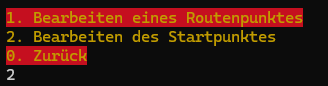 1. Bearbeiten eines Routenpunktes
2. Bearbeiten des Startpunktes
0. Zurück
2